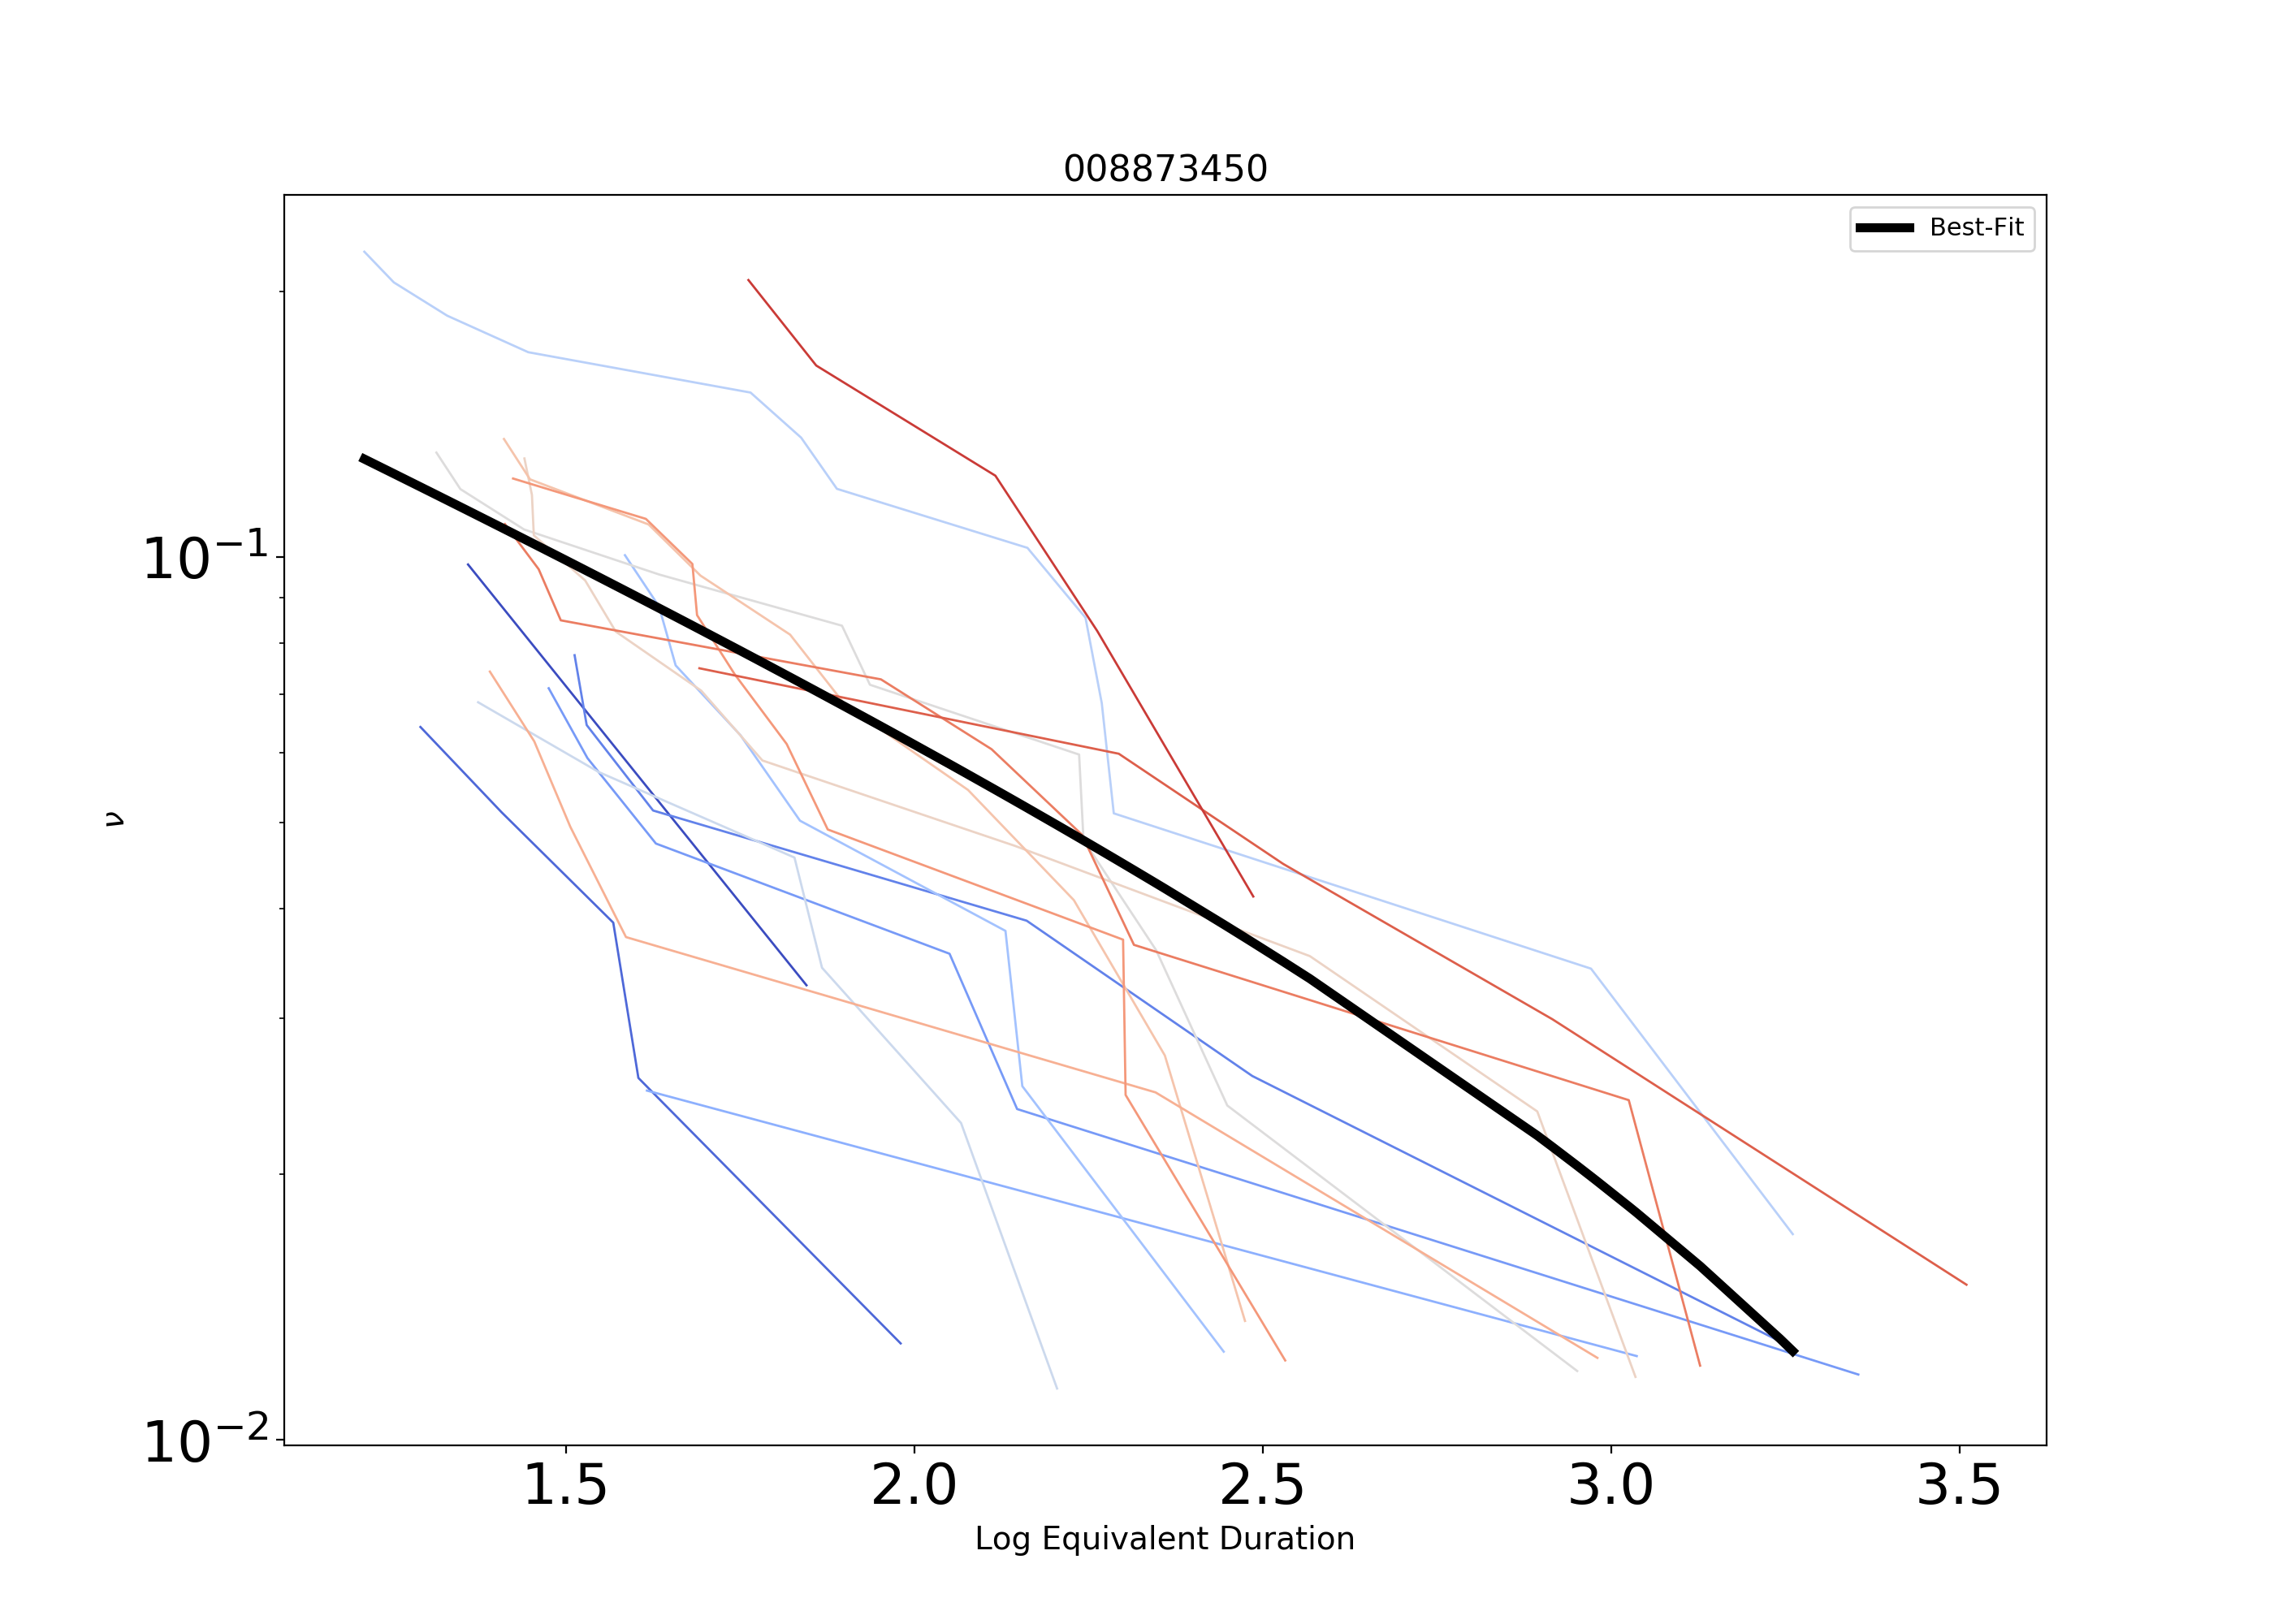 008873450
Best-Fit
ν
10⁻¹
10⁻²
1.5 2.0 2.5 3.0 3.5
Log Equivalent Duration